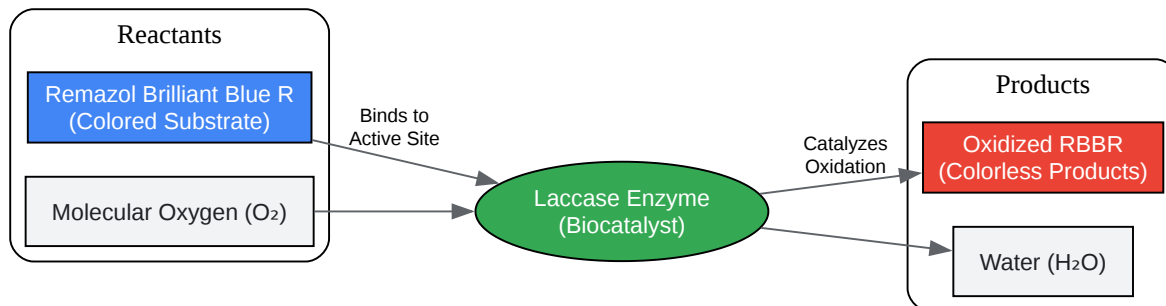 Reactants
Remazol Brilliant Blue R
(Colored Substrate)
Molecular Oxygen (O₂)
Binds to
Active Site
Laccase Enzyme
(Biocatalyst)
Catalyzes
Oxidation
Products
Oxidized RBBR
(Colorless Products)
Water (H₂O)